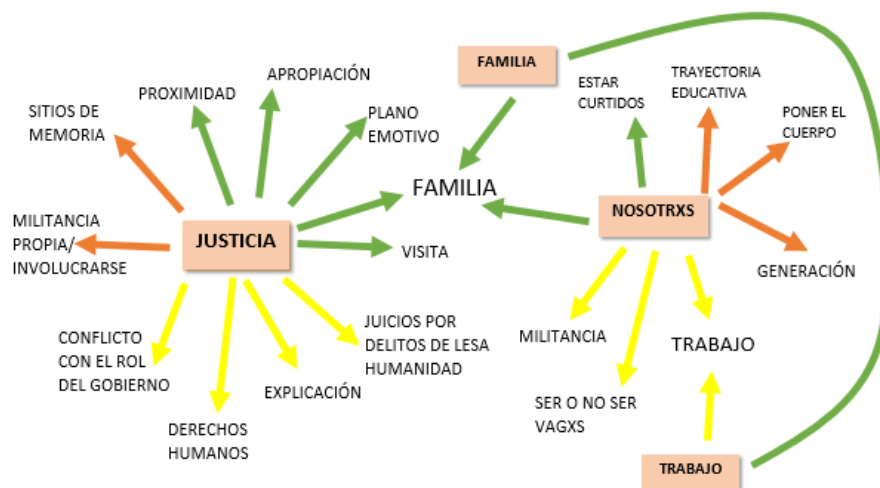 FAMILIA
APROPIACIÓN
PROXIMIDAD
SITIOS DE
MEMORIA
PLANO
EMOTIVO
ESTAR
CURTIDOS
TRAYECTORIA
EDUCATIVA
PONER EL
CUERPO
FAMILIA
NOSOTRXS
JUSTICIA
MILITANCIA
PROPIA/
INVOLUCRARSE
VISITA
GENERACIÓN
CONFLICTO
CON EL ROL
DEL GOBIERNO
JUICIOS POR
DELITOS DE LESA
HUMANIDAD
EXPLICACIÓN
DERECHOS
HUMANOS
MILITANCIA
TRABAJO
SER O NO SER
VAGXS
TRABAJO